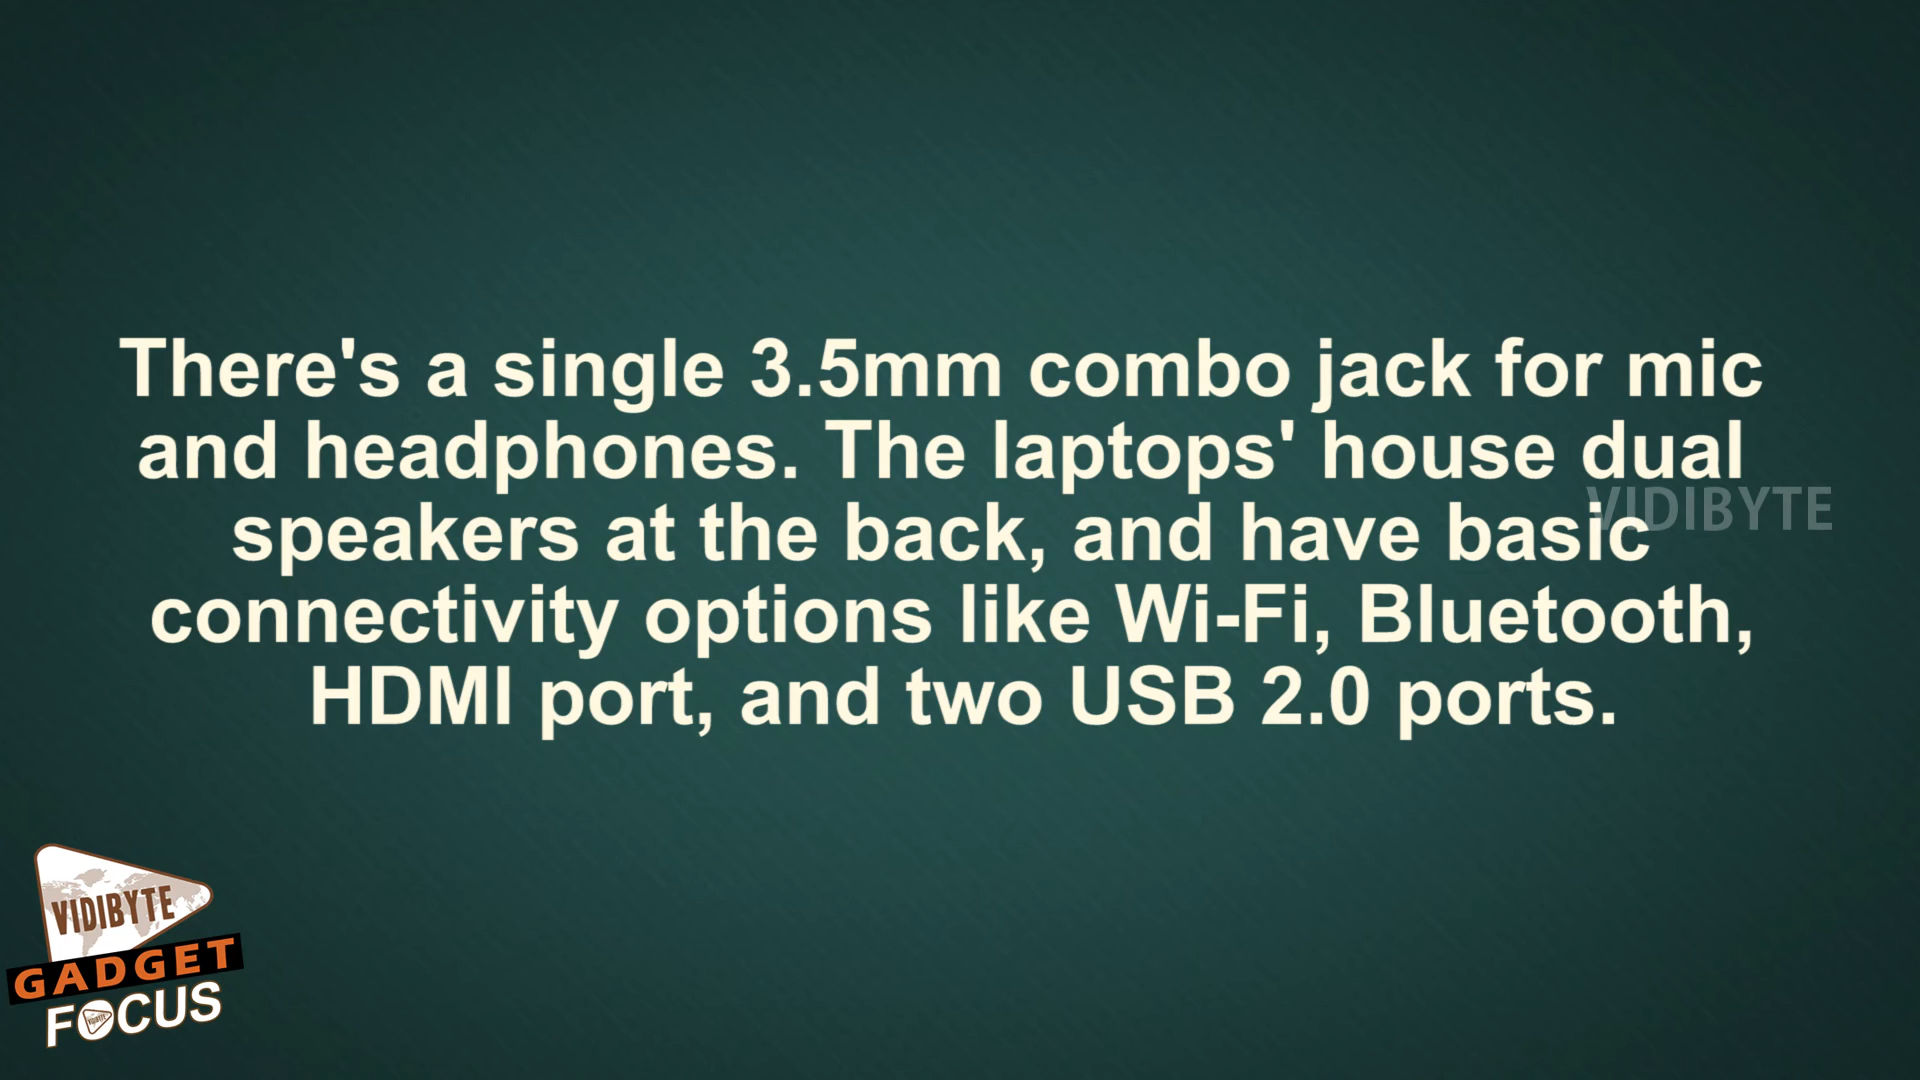 There's a single 3.5mm combo jack for mic
and headphones. The laptops' house dual
speakers at the back, and have basic
connectivity options like Wi-Fi, Bluetooth,
HDMI port, and two USB 2.0 ports.
VIDIBYTE
VIDIBYTE
GADGET
FOCUS